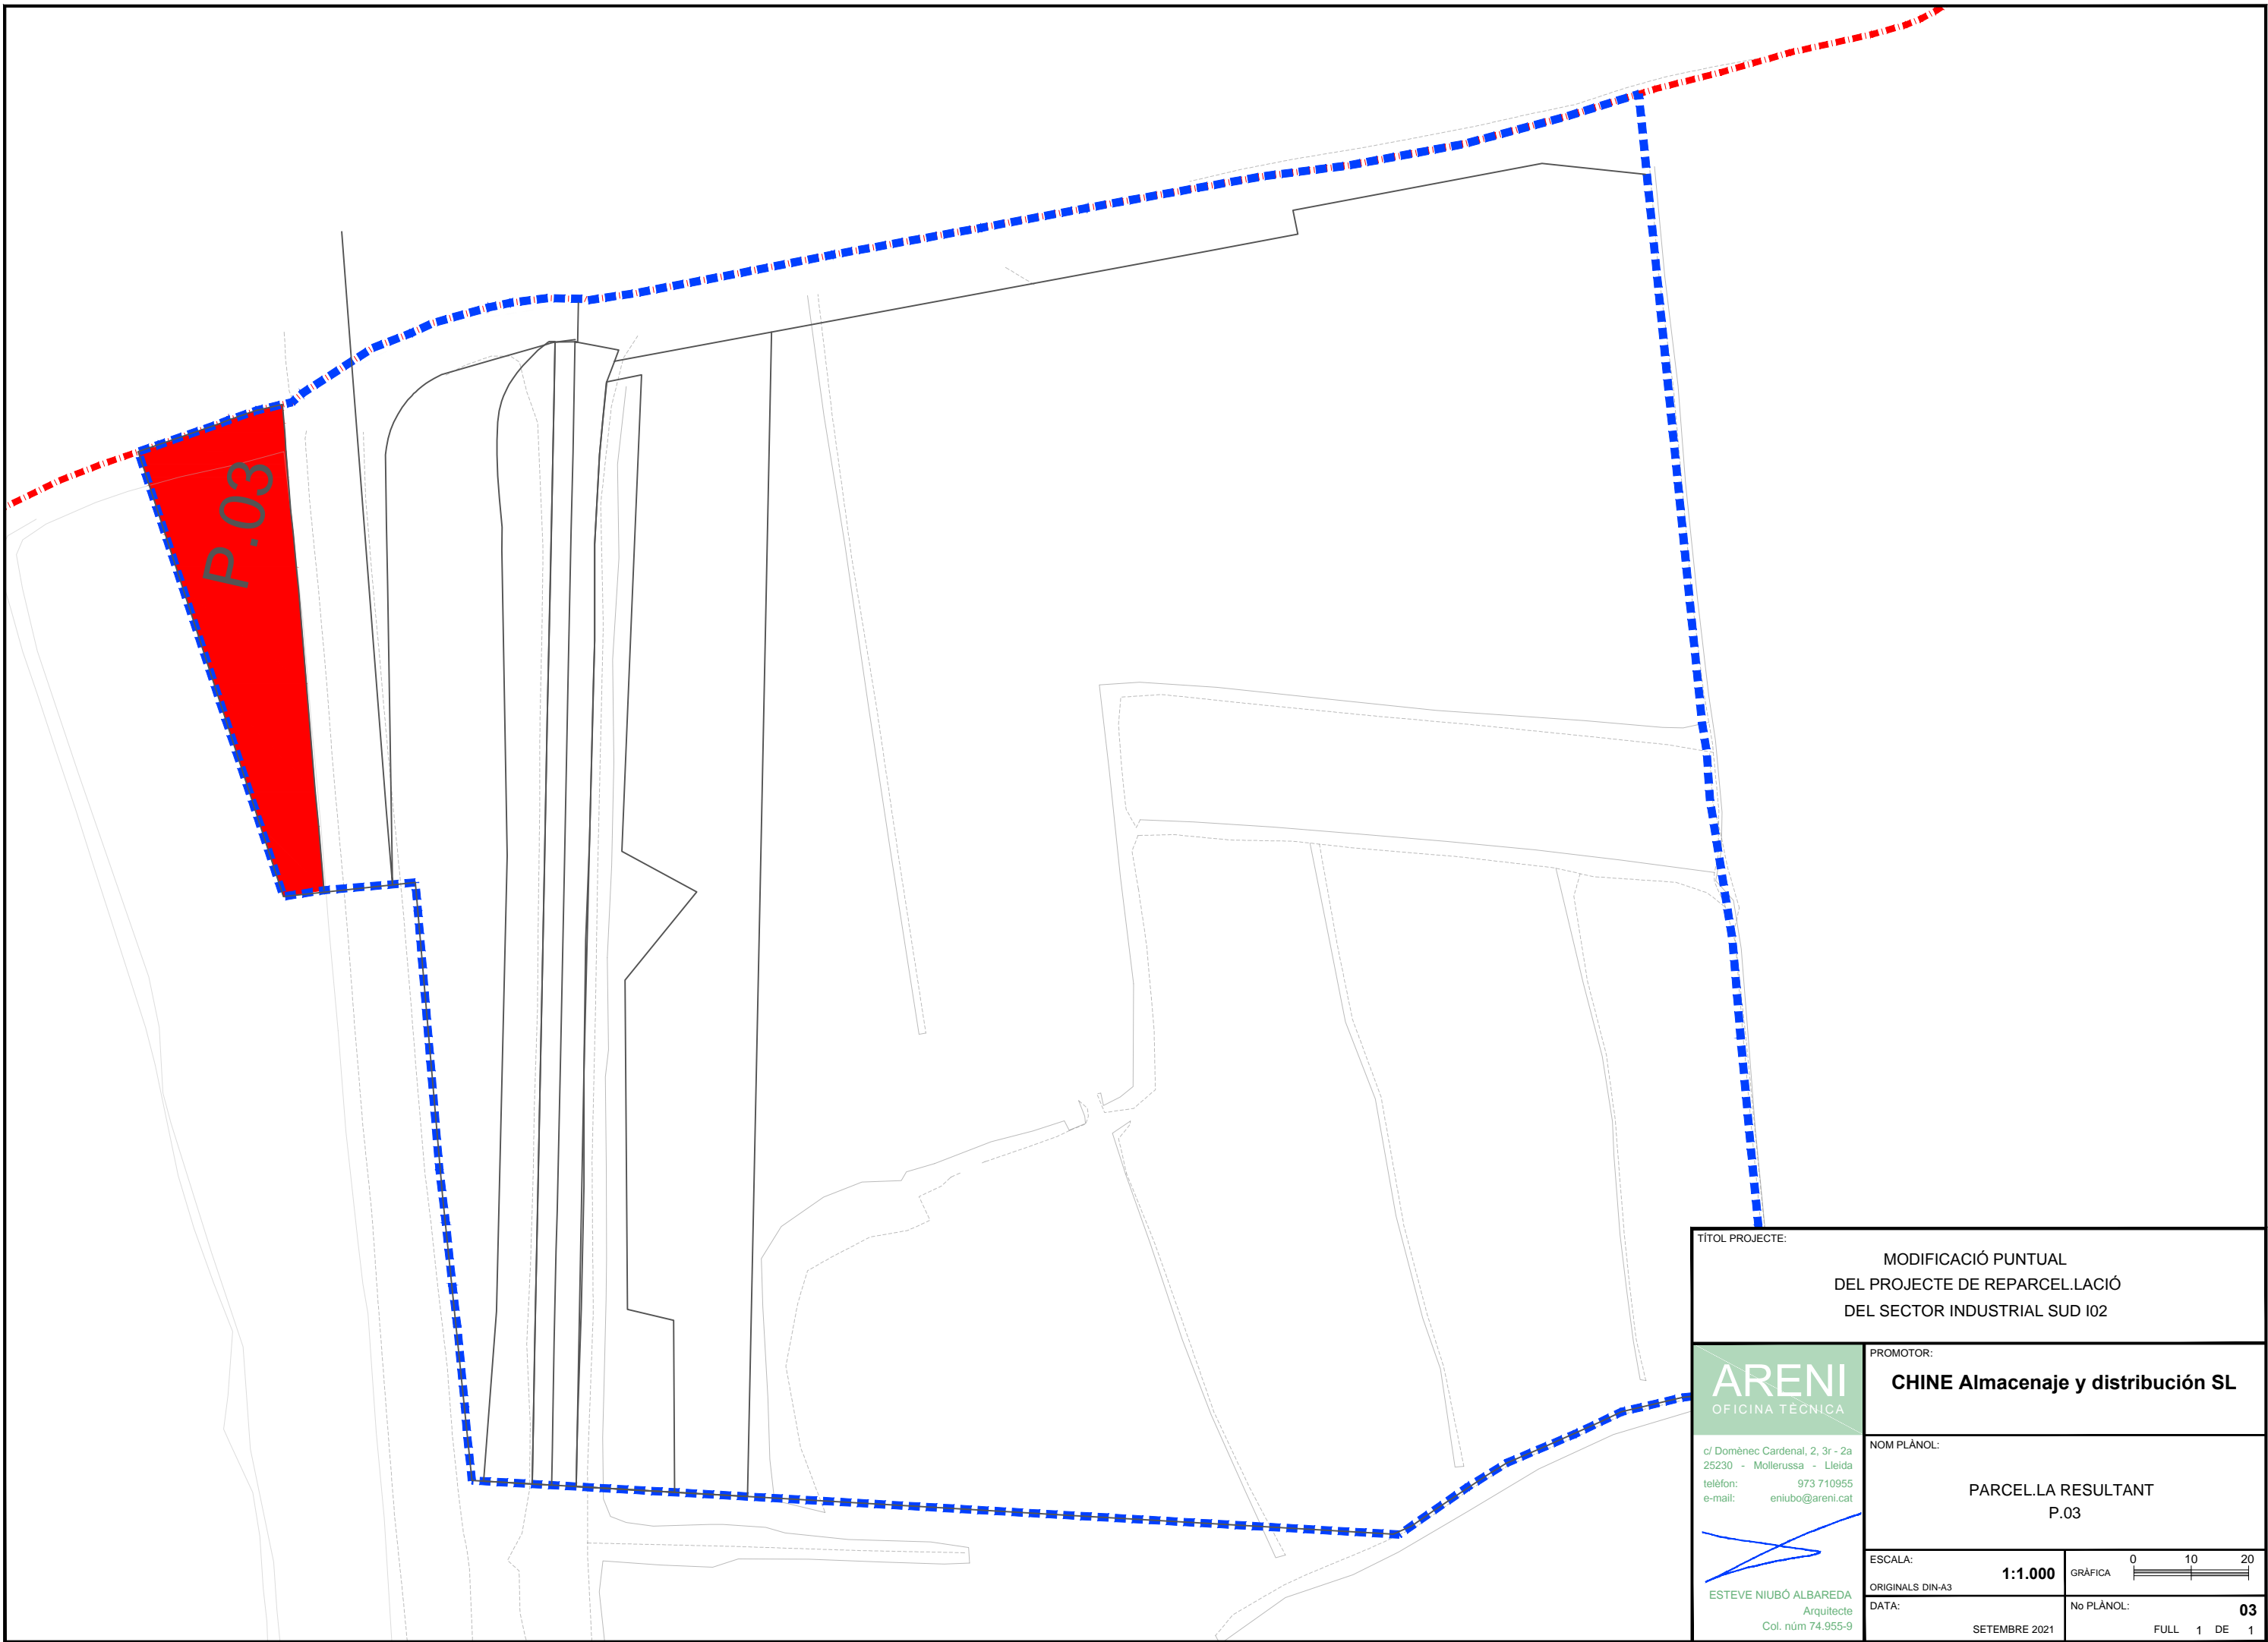 P.03
TÍTOL PROJECTE:
MODIFICACIÓ PUNTUAL
DEL PROJECTE DE REPARCEL.LACIÓ
DEL SECTOR INDUSTRIAL SUD I02
ARENI
OFICINA TÈCNICA
c/ Domènec Cardenal, 2, 3r - 2a
25230 - Mollerussa - Lleida
telèfon: 973 710955
e-mail: eniubo@areni.cat
ESTEVE NIUBÓ ALBAREDA
Arquitecte
Col. núm 74.955-9
PROMOTOR:
CHINE Almacenaje y distribución SL
NOM PLÀNOL:
PARCEL.LA RESULTANT
P.03
ESCALA:
1:1.000
ORIGINALS DIN-A3
GRÀFICA
0 10 20
DATA:
SETEMBRE 2021
No PLÀNOL:
03
FULL 1 DE 1